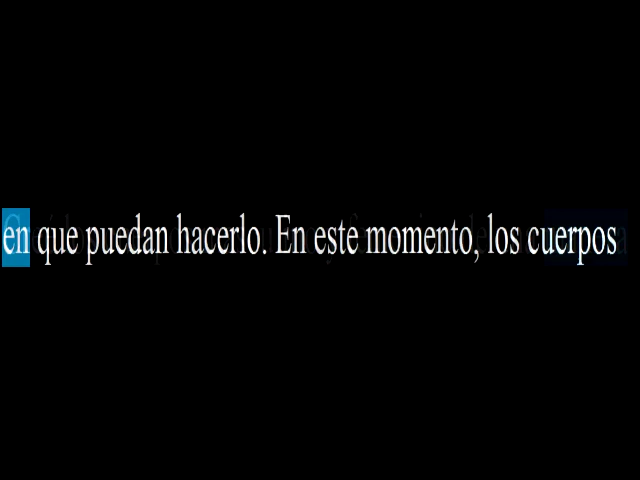 en que puedan hacerlo. En este momento, los cuerpos